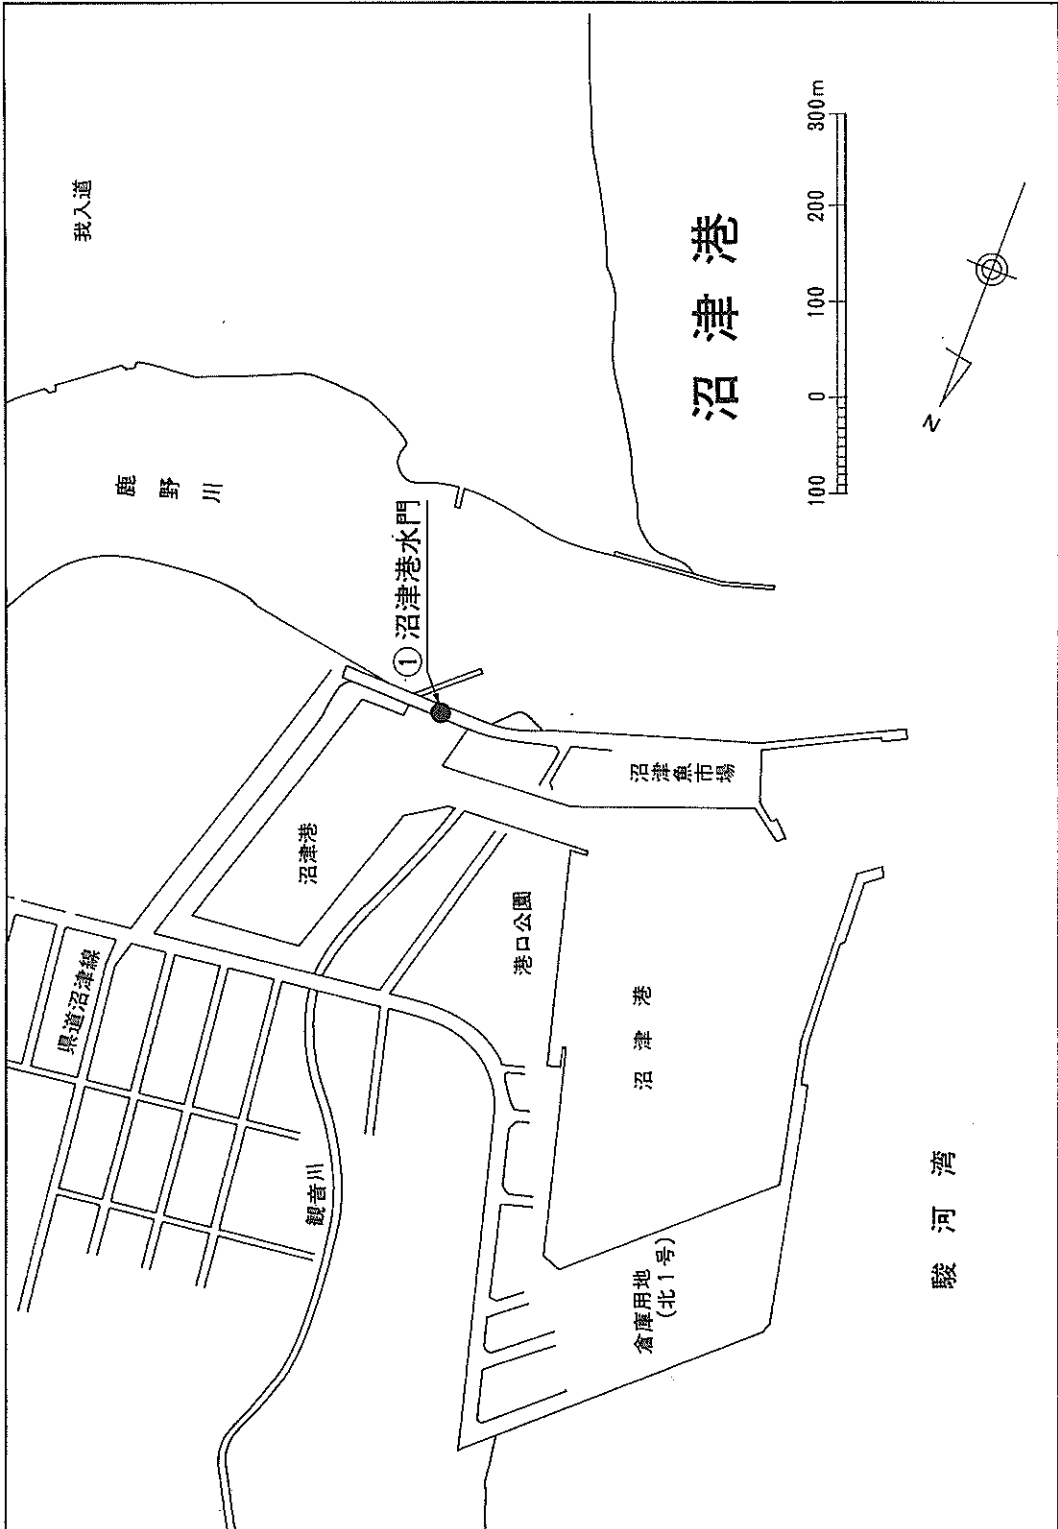 我入道
鹿野川
①沼津港水門
沼津港
100 0 100 200 300m
N
沼津魚市場
沼津港
港口公園
県道沼津線
沼津港
観音川
倉庫用地
(北1号)
駿河湾